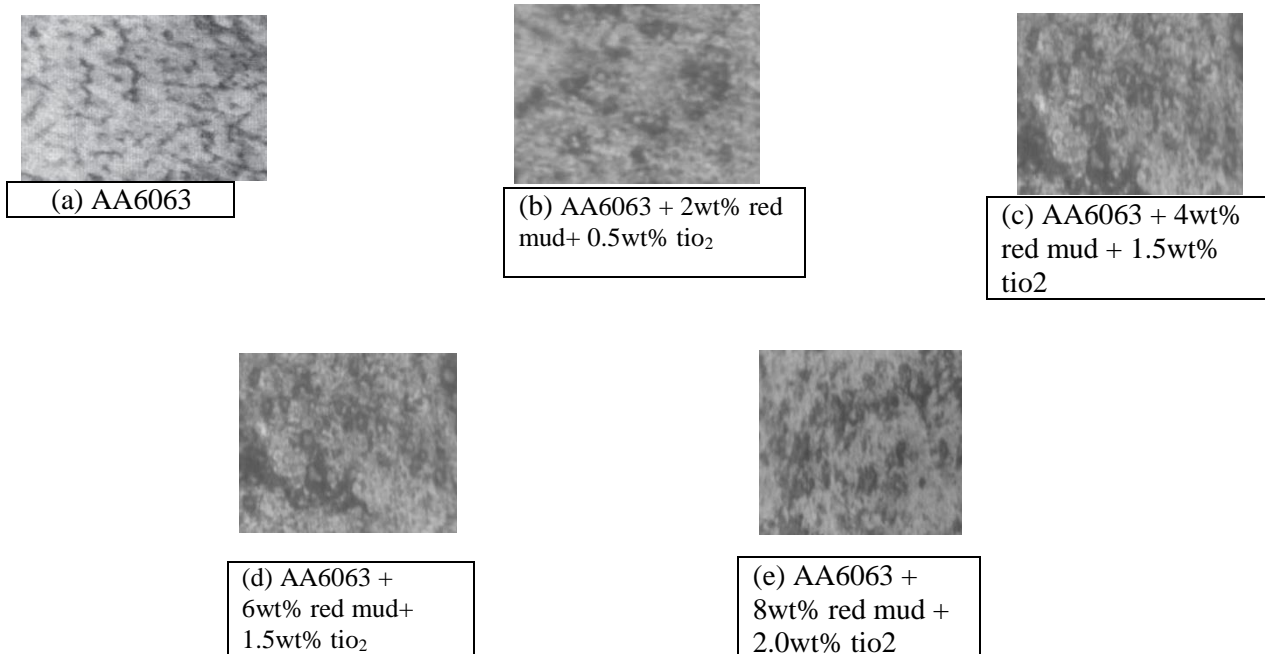 (a) AA6063
(b) AA6063 + 2wt% red
mud+ 0.5wt% tio₂
(c) AA6063 + 4wt%
red mud + 1.5wt%
tio2
(d) AA6063 +
6wt% red mud+
1.5wt% tio₂
(e) AA6063 +
8wt% red mud +
2.0wt% tio2